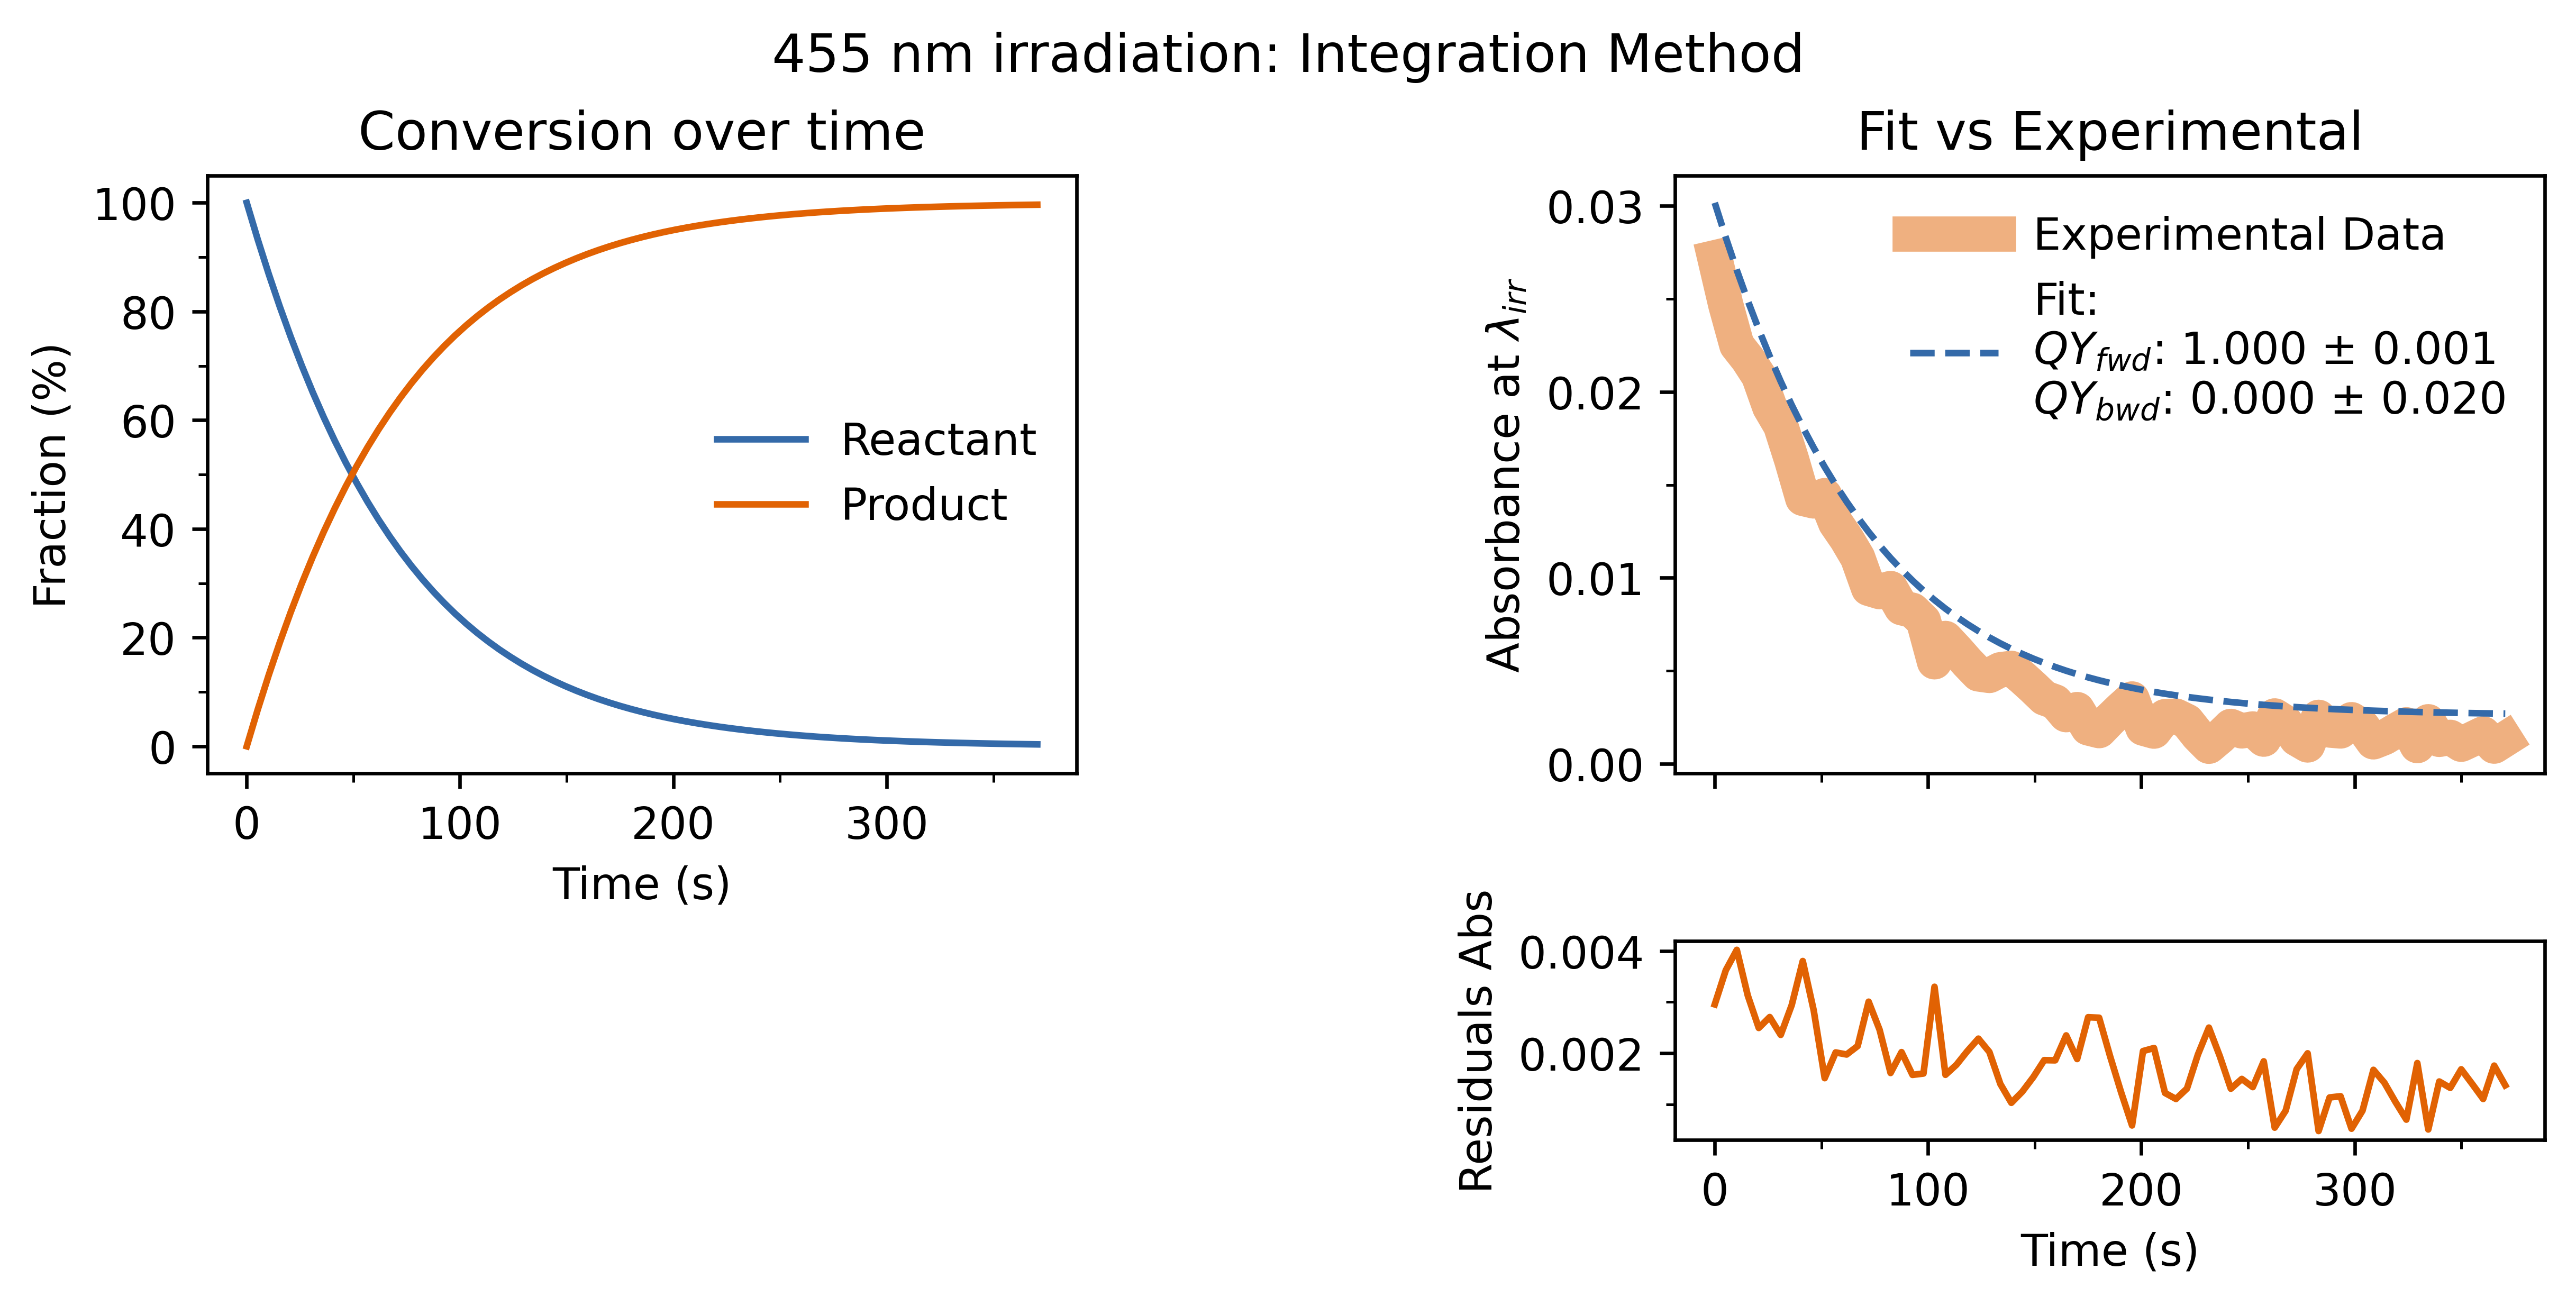 455 nm irradiation: Integration Method
Conversion over time
Fraction (%)
100
80
60
40
20
0
Reactant
Product
0 100 200 300
Time (s)
Fit vs Experimental
Absorbance at λirr
0.03
0.02
0.01
0.00
Experimental Data
Fit:
QYfwd: 1.000 ± 0.001
QYbwd: 0.000 ± 0.020
Residuals Abs
0.004
0.002
0 100 200 300
Time (s)